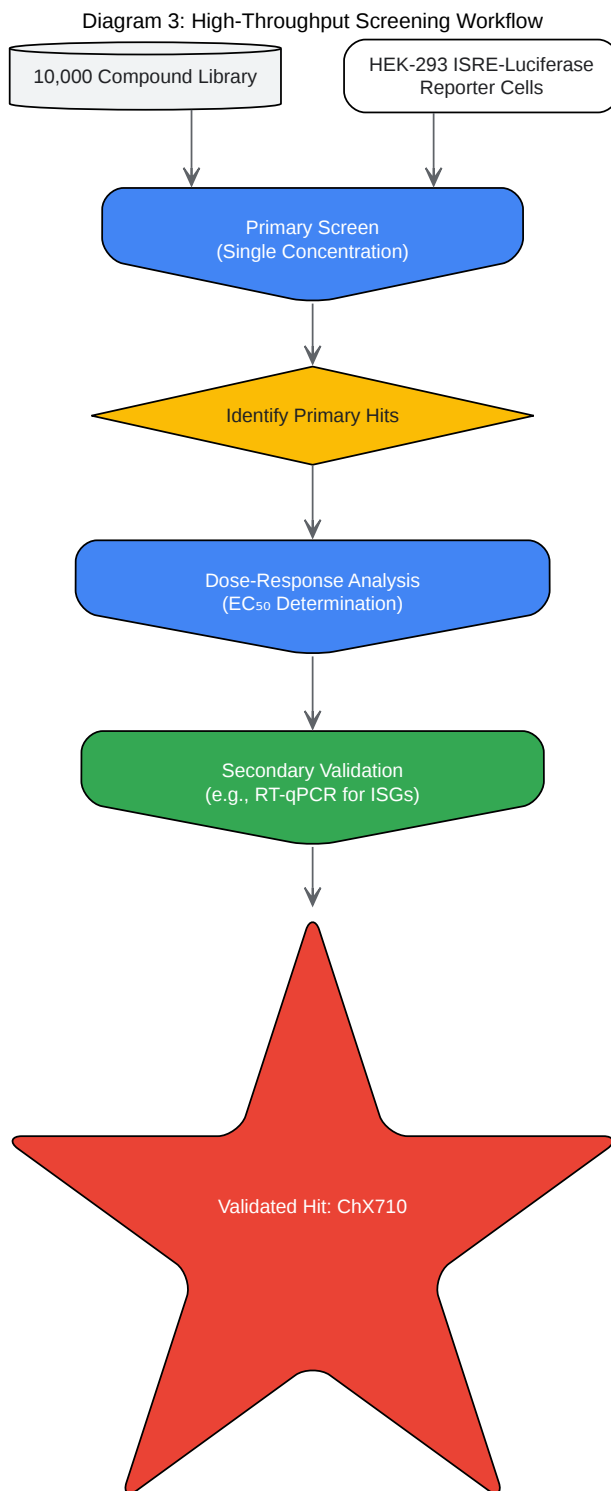 Diagram 3: High-Throughput Screening Workflow
10,000 Compound Library
HEK-293 ISRE-Luciferase
Reporter Cells
Primary Screen
(Single Concentration)
Identify Primary Hits
Dose-Response Analysis
(EC₅₀ Determination)
Secondary Validation
(e.g., RT-qPCR for ISGs)
Validated Hit: ChX710